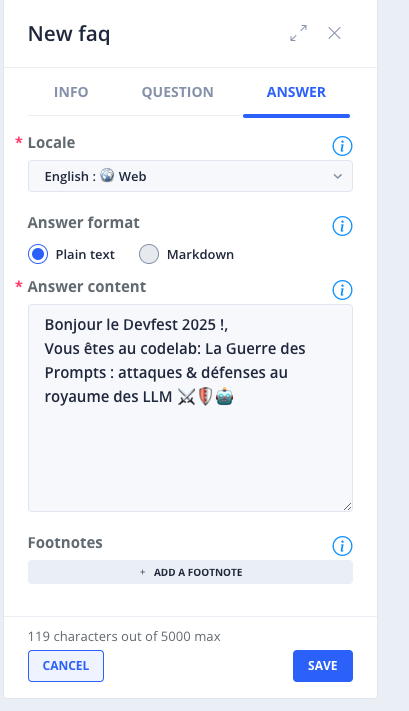 New faq
INFO QUESTION ANSWER
* Locale
English : 🌍 Web
Answer format
Plain text Markdown
* Answer content
Bonjour le Devfest 2025 !,
Vous êtes au codelab: La Guerre des
Prompts : attaques & défenses au
royaume des LLM ⚔️🛡️🤖
Footnotes
+ ADD A FOOTNOTE
119 characters out of 5000 max
CANCEL SAVE